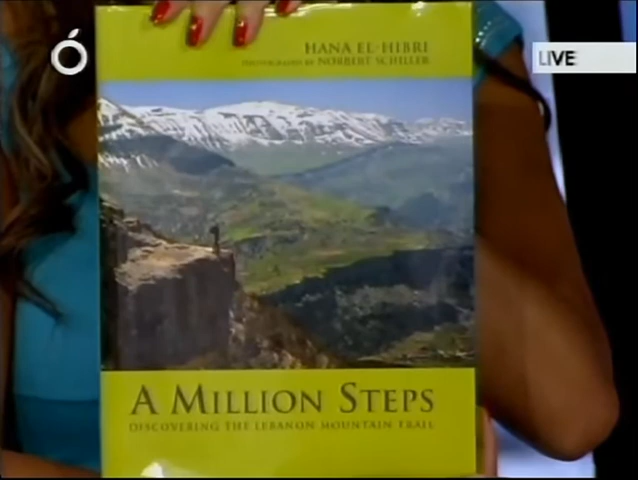 Ó
LIVE
HANA EL-HIBRI
PHOTOGRAPHS BY NORBERT SCHILLER
A MILLION STEPS
DISCOVERING THE LEBANON MOUNTAIN TRAIL